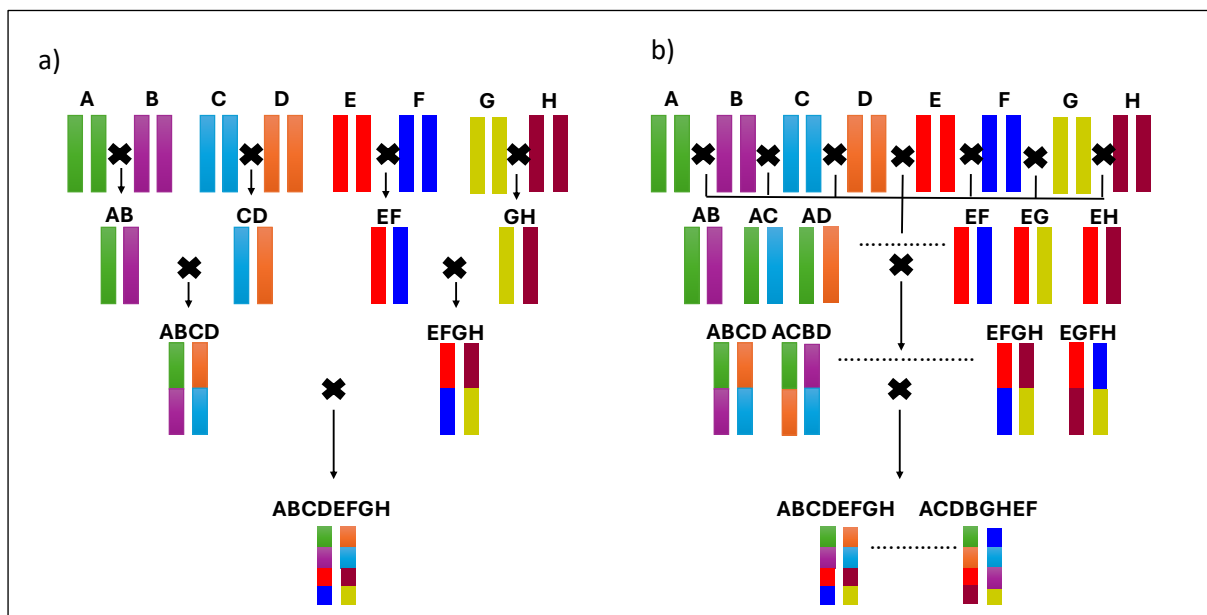 a)
A B C D E F G H
AB CD EF GH
ABCD EFGH
ABCDEFGH
b)
A B C D E F G H
AB AC AD EF EG EH
ABCD ACBD EFGH EGFH
ABCDEFGH ACDBGHEF